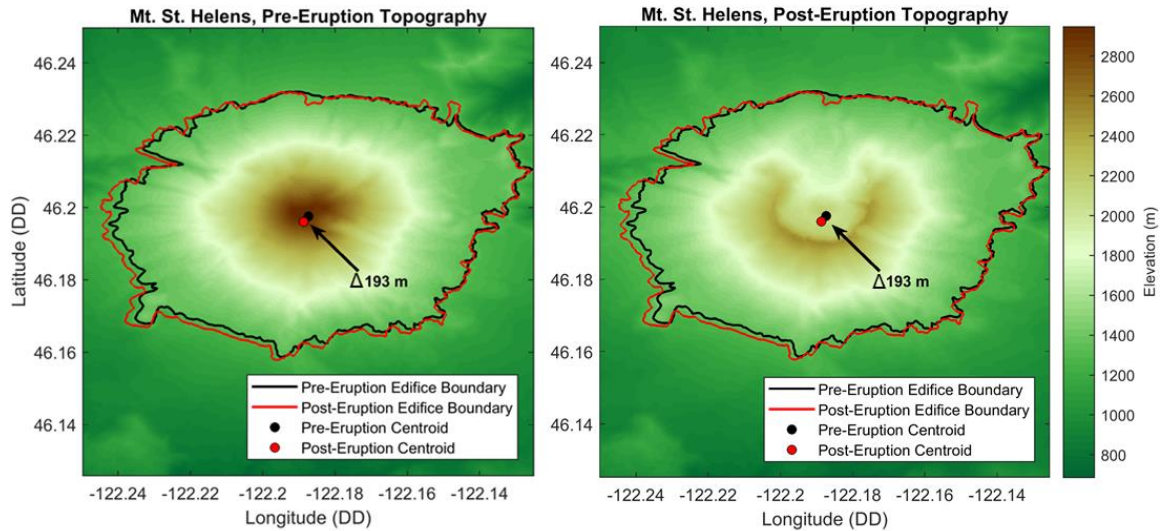 Mt. St. Helens, Pre-Eruption Topography
46.24
46.22
46.2
46.18
46.16
46.14
Latitude (DD)
Δ193 m
Pre-Eruption Edifice Boundary
Post-Eruption Edifice Boundary
Pre-Eruption Centroid
Post-Eruption Centroid
-122.24 -122.22 -122.2 -122.18 -122.16 -122.14
Longitude (DD)
Mt. St. Helens, Post-Eruption Topography
46.24
46.22
46.2
46.18
46.16
46.14
Δ193 m
Pre-Eruption Edifice Boundary
Post-Eruption Edifice Boundary
Pre-Eruption Centroid
Post-Eruption Centroid
-122.24 -122.22 -122.2 -122.18 -122.16 -122.14
Longitude (DD)
2800
2600
2400
2200
2000
1800
1600
1400
1200
1000
800
Elevation (m)